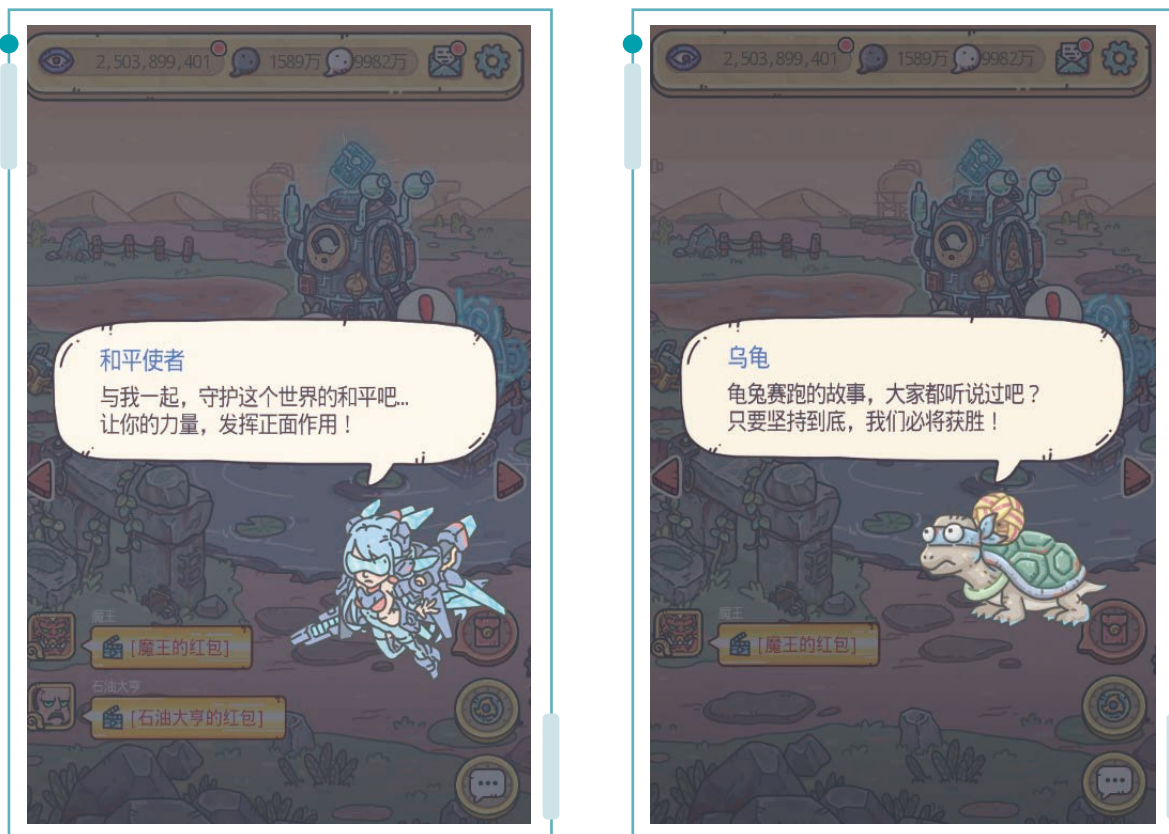 2,503,899,401
1589万
9982万
和平使者
与我一起，守护这个世界的和平吧...
让你的力量，发挥正面作用！
魔王
[魔王的红包]
石油大亨
[石油大亨的红包]
2,503,899,401
1589万
9982万
乌龟
龟兔赛跑的故事，大家都听说过吧？
只要坚持到底，我们必将获胜！
魔王
[魔王的红包]